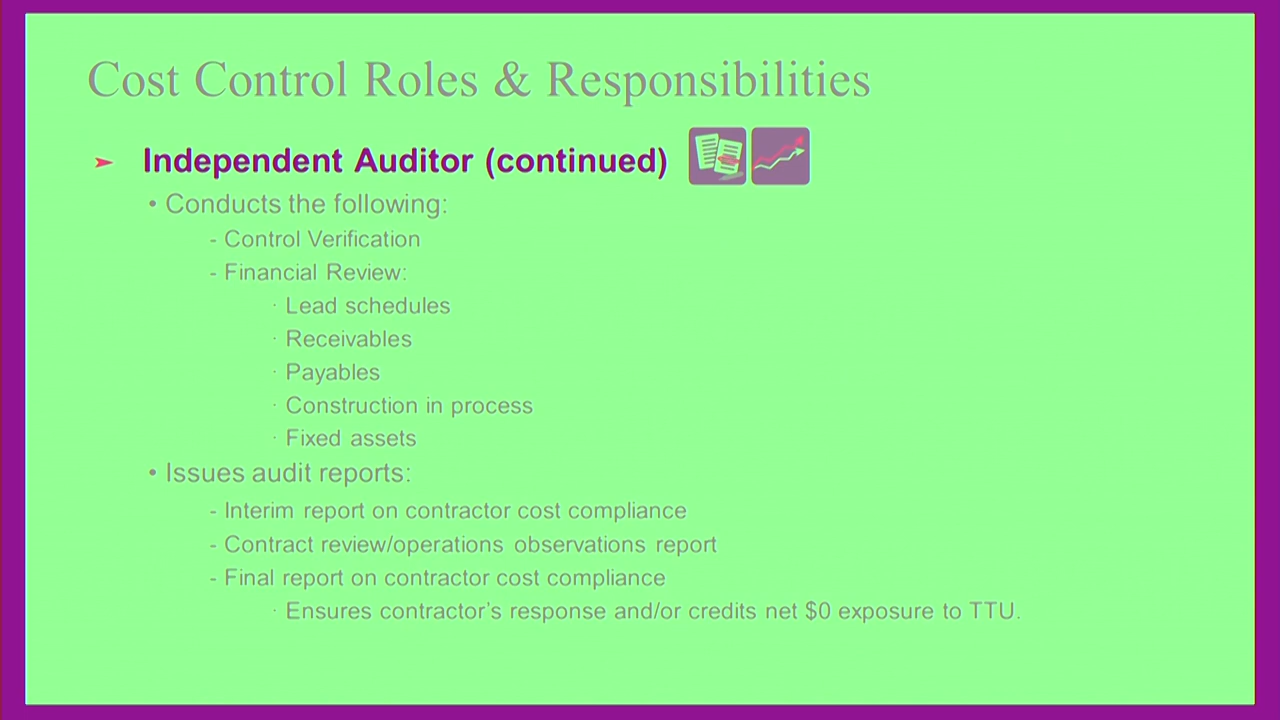 Cost Control Roles & Responsibilities
➢ Independent Auditor (continued)
• Conducts the following:
- Control Verification
- Financial Review:
· Lead schedules
· Receivables
· Payables
· Construction in process
· Fixed assets
• Issues audit reports:
- Interim report on contractor cost compliance
- Contract review/operations observations report
- Final report on contractor cost compliance
· Ensures contractor’s response and/or credits net $0 exposure to TTU.